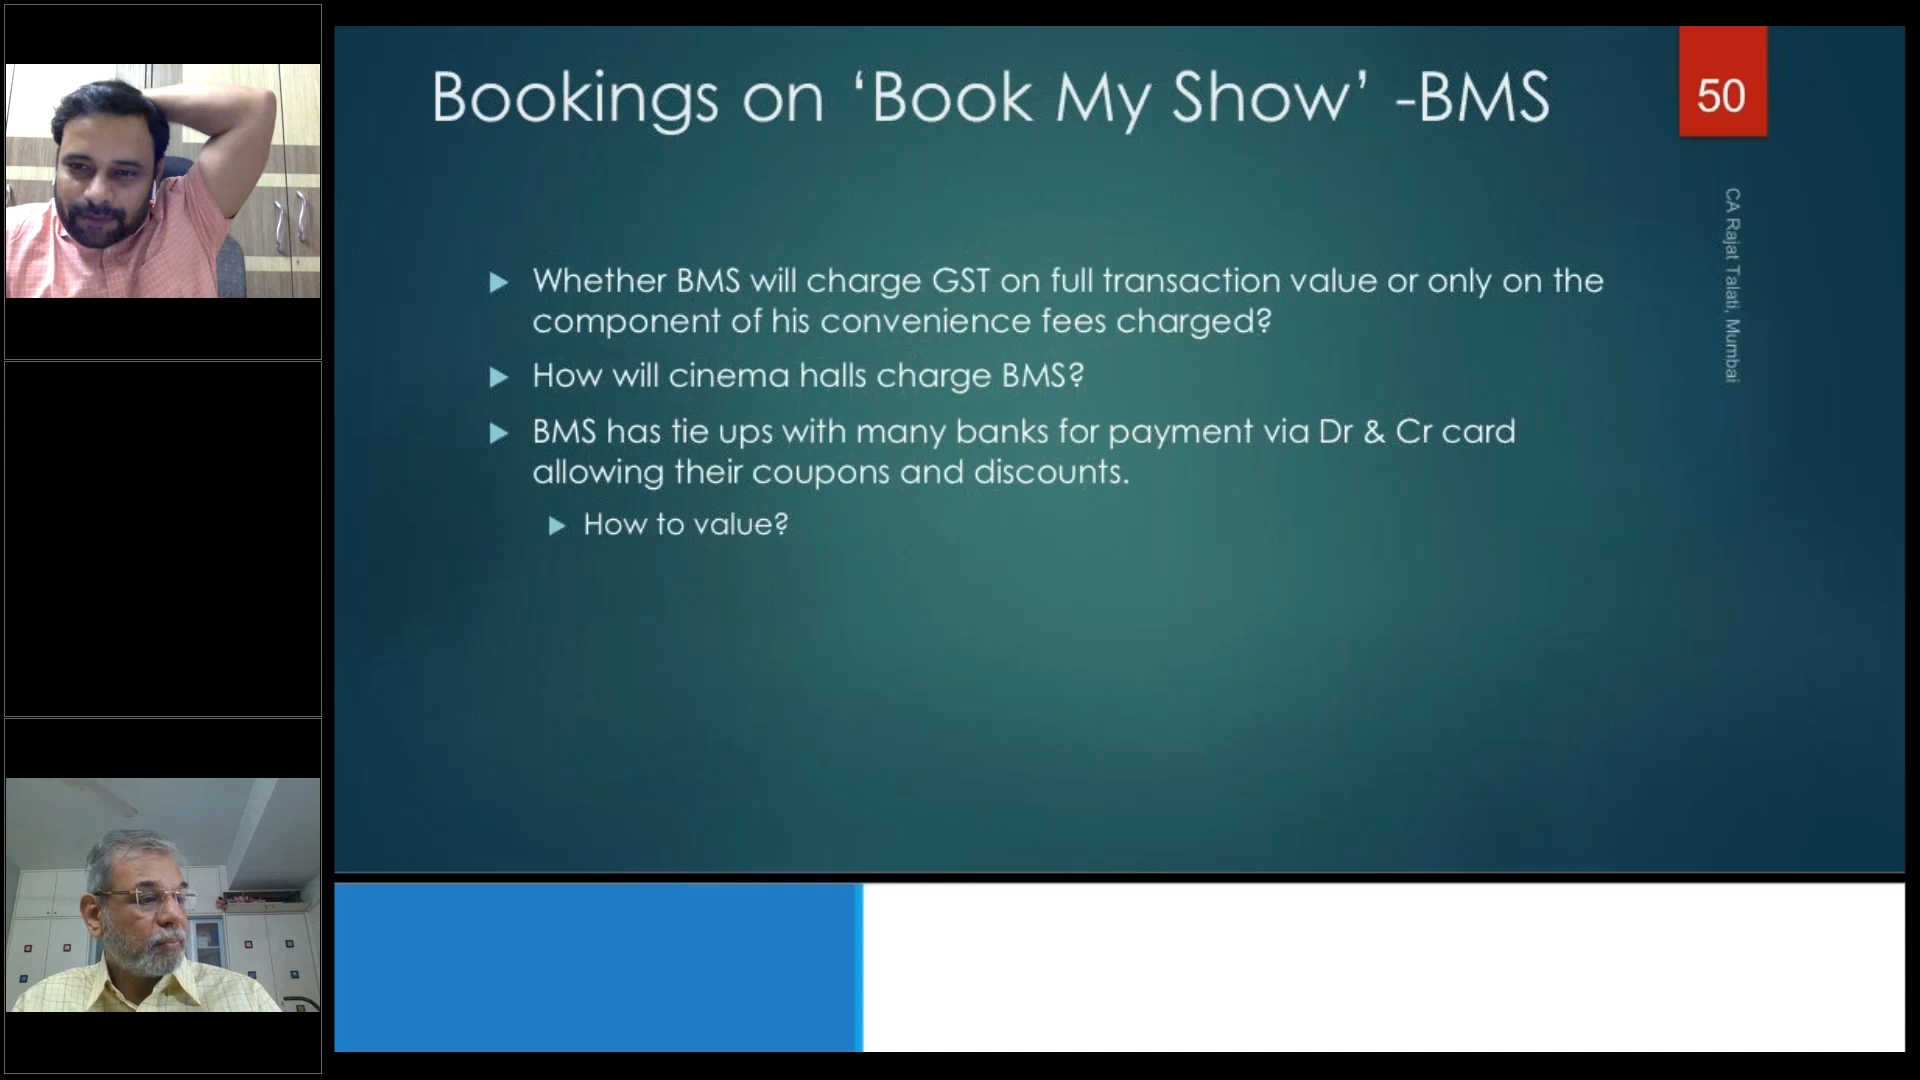 Bookings on ‘Book My Show’ -BMS
50
CA Rajat Talati, Mumbai
Whether BMS will charge GST on full transaction value or only on the
component of his convenience fees charged?
How will cinema halls charge BMS?
BMS has tie ups with many banks for payment via Dr & Cr card
allowing their coupons and discounts.
How to value?